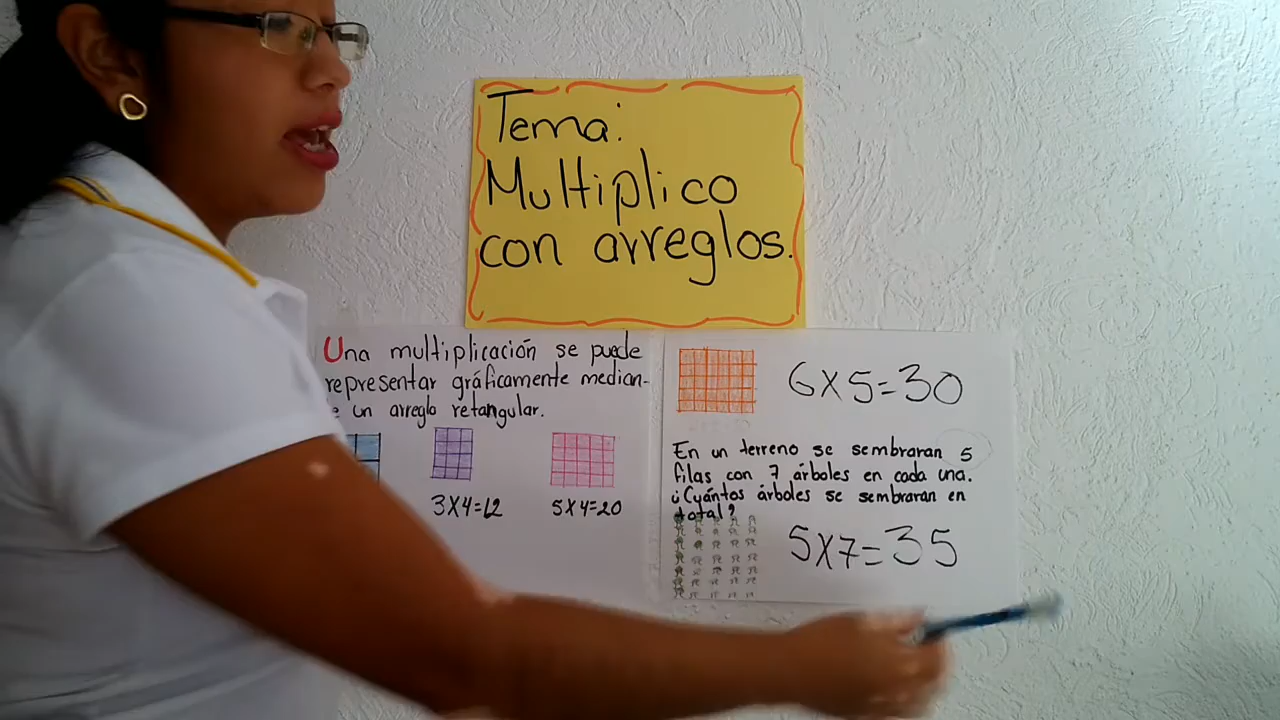 Tema:
Multiplico
con arreglos.
Una multiplicación se puede
representar gráficamente median-
e un arreglo retangular.
3X4=12
5X4=20
6X5=30
En un terreno se sembraran 5
filas con 7 árboles en cada una.
¿Cuántos árboles se sembraran en
total?
5X7=35